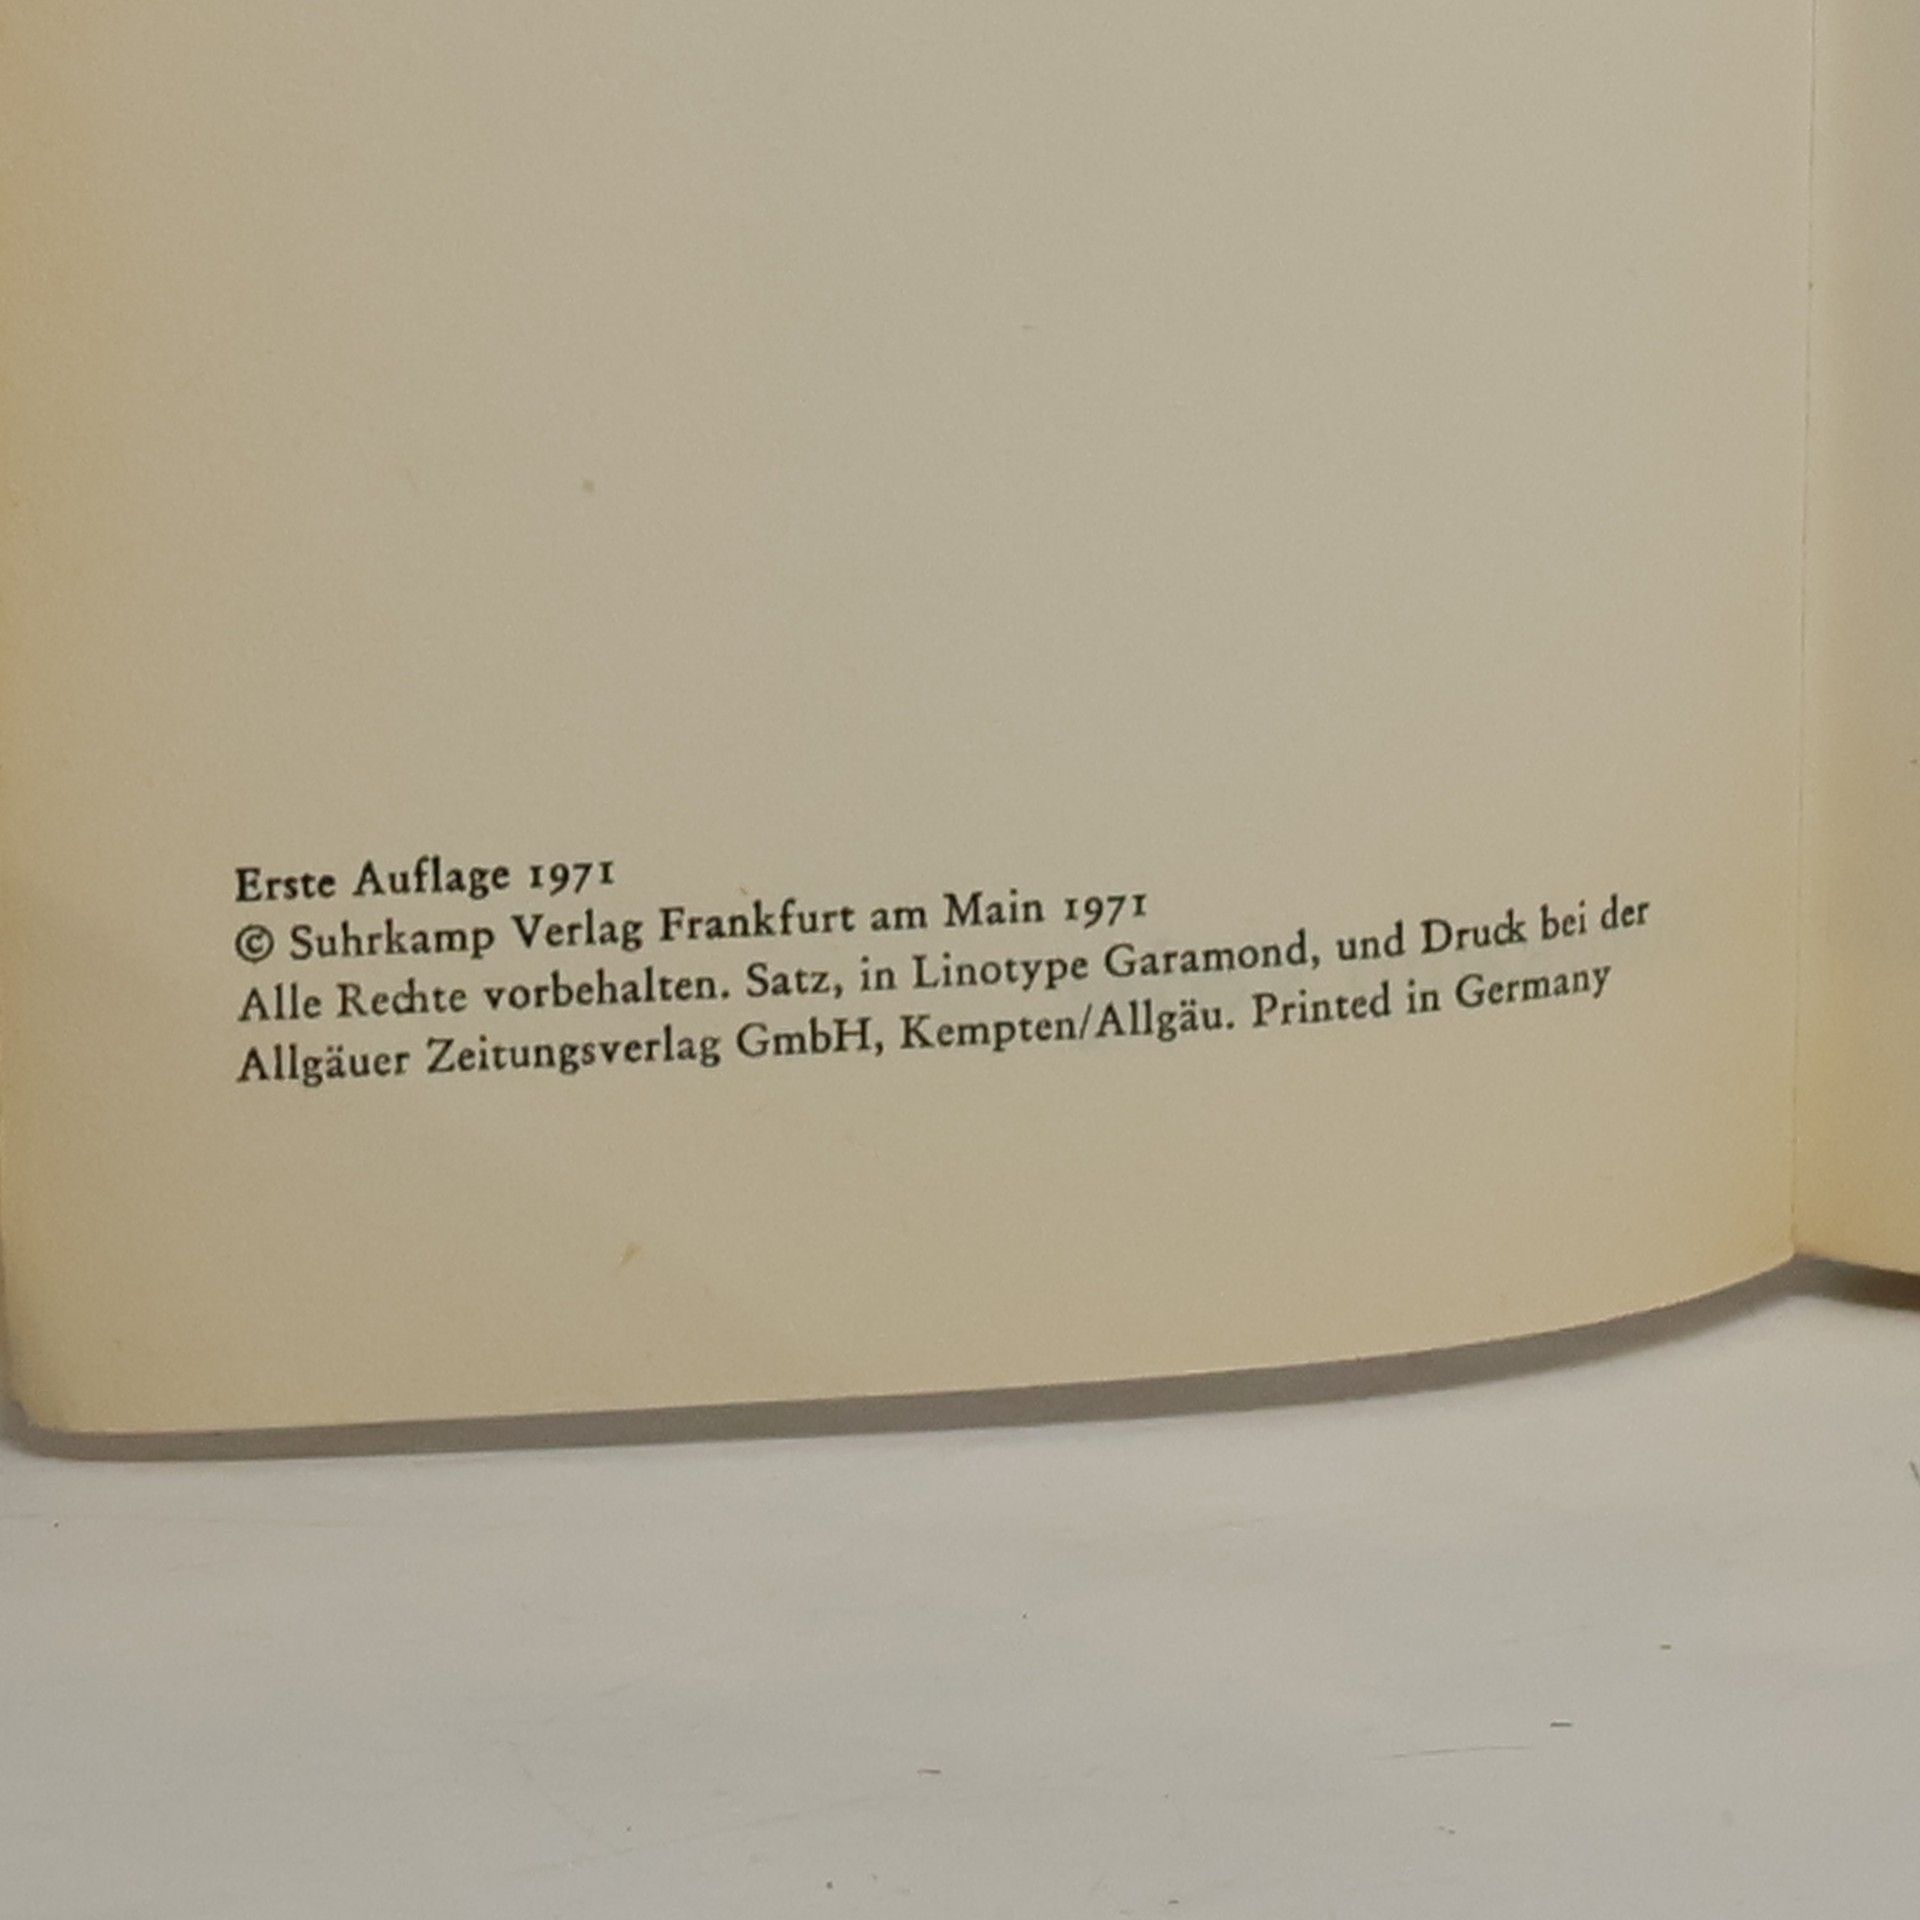 Erste Auflage 1971
© Suhrkamp Verlag Frankfurt am Main 1971
Alle Rechte vorbehalten. Satz, in Linotype Garamond, und Druck bei der
Allgäuer Zeitungsverlag GmbH, Kempten/Allgäu. Printed in Germany